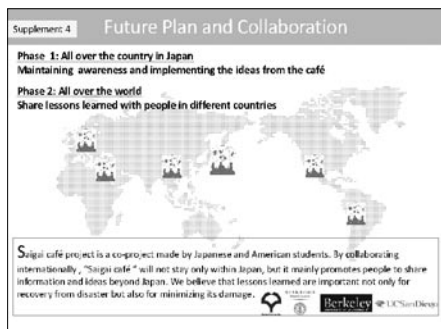 Supplement 4
Future Plan and Collaboration
Phase 1: All over the country in Japan
Maintaining awareness and implementing the ideas from the café
Phase 2: All over the world
Share lessons learned with people in different countries
Saigai café project is a co-project made by Japanese and American students. By collaborating
internationally, "Saigai café" will not stay only within Japan, but it mainly promotes people to share
information and ideas beyond Japan. We believe that lessons learned are important not only for
recovery from disaster but also for minimizing its damage.
Berkeley
UC San Diego